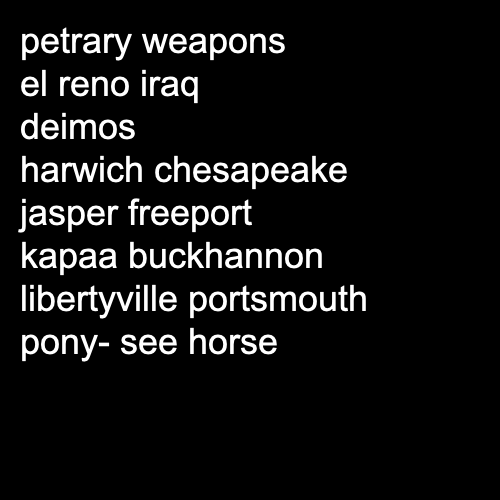 petrary weapons
el reno iraq
deimos
harwich chesapeake
jasper freeport
kapaa buckhannon
libertyville portsmouth
pony- see horse